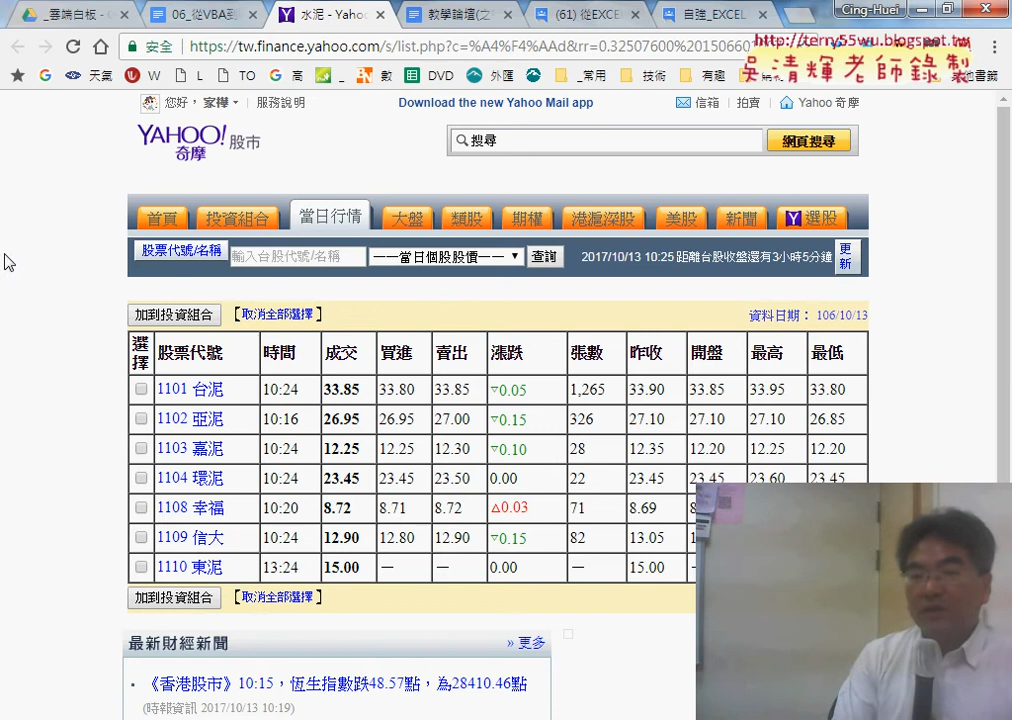 _雲端白板 -
06_從VBA到
水泥 - Yaho
教學論壇(之
(61) 從EXCE
自強_EXCEL
Cing-Huei
安全
https://tw.finance.yahoo.com/s/list.php?c=%A4%F4%AAd&rr=0.32507600%201506601
http://terry55wu.blogspot.tw
吳清輝老師錄製
天氣
W
L
TO
高
_
數
DVD
外匯
_常用
技術
有趣
他書籤
您好, 家樺
服務說明
Download the new Yahoo Mail app
信箱
拍賣
Yahoo 奇摩
YAHOO!
奇摩
股市
搜尋
網頁搜尋
首頁
投資組合
當日行情
大盤
類股
期權
港滬深股
美股
新聞
選股
股票代號/名稱
輸入台股代號/名稱
──當日個股股價──
查詢
2017/10/13 10:25 距離台股收盤還有3小時5分鐘
更新
加到投資組合
【取消全部選擇】
資料日期: 106/10/13
選擇 股票代號 時間 成交 買進 賣出 漲跌 張數 昨收 開盤 最高 最低
1101 台泥 10:24 33.85 33.80 33.85 ▽0.05 1,265 33.90 33.85 33.95 33.80
1102 亞泥 10:16 26.95 26.95 27.00 ▽0.15 326 27.10 27.10 27.10 26.85
1103 嘉泥 10:24 12.25 12.25 12.30 ▽0.10 28 12.35 12.20 12.25 12.20
1104 環泥 10:24 23.45 23.45 23.50 0.00 22 23.45 23.45 23.60 23.45
1108 幸福 10:20 8.72 8.71 8.72 △0.03 71 8.69
1109 信大 10:24 12.90 12.80 12.90 ▽0.15 82 13.05
1110 東泥 13:24 15.00 ─ ─ 0.00 ─ 15.00
加到投資組合
【取消全部選擇】
最新財經新聞
» 更多
‧《香港股市》10:15，恆生指數跌48.57點，為28410.46點
(時報資訊 2017/10/13 10:19)